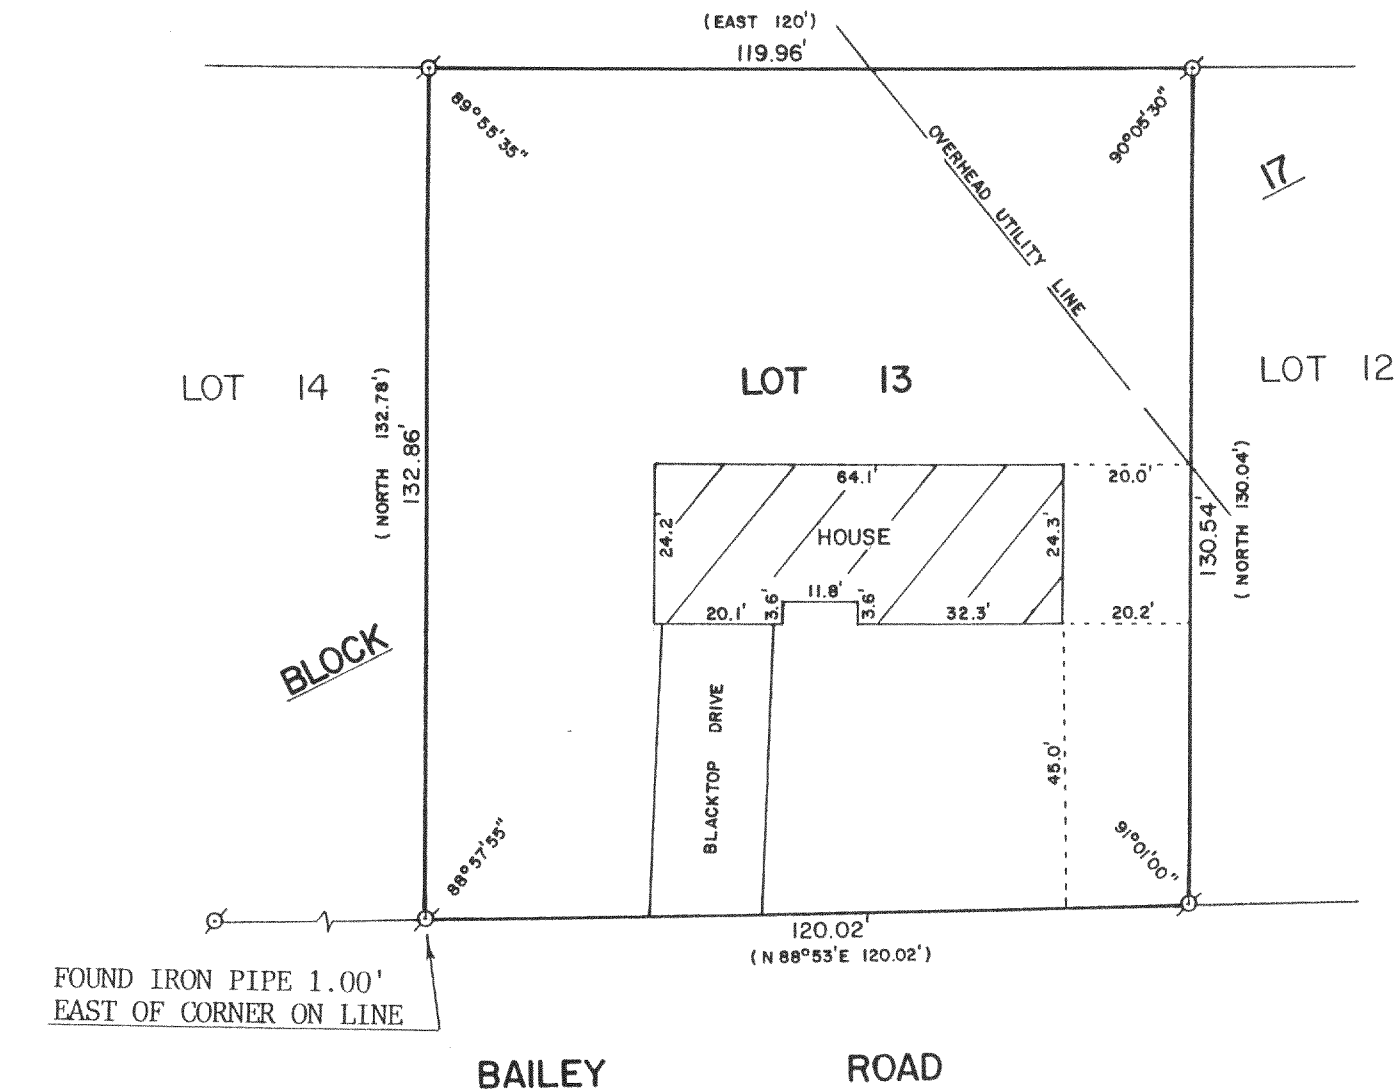 (EAST 120')
119.96'
89°55'35"
90°05'30"
OVERHEAD UTILITY LINE
17
LOT 14
(NORTH 132.78')
132.86'
LOT 13
LOT 12
64.1'
20.0'
24.2'
HOUSE
24.3'
130.54'
(NORTH 130.04')
11.8'
3.6'
3.6'
20.1'
32.3'
20.2'
BLOCK
BLACKTOP DRIVE
45.0'
88°57'55"
91°01'00"
120.02'
(N 88°53'E 120.02')
FOUND IRON PIPE 1.00'
EAST OF CORNER ON LINE
BAILEY ROAD